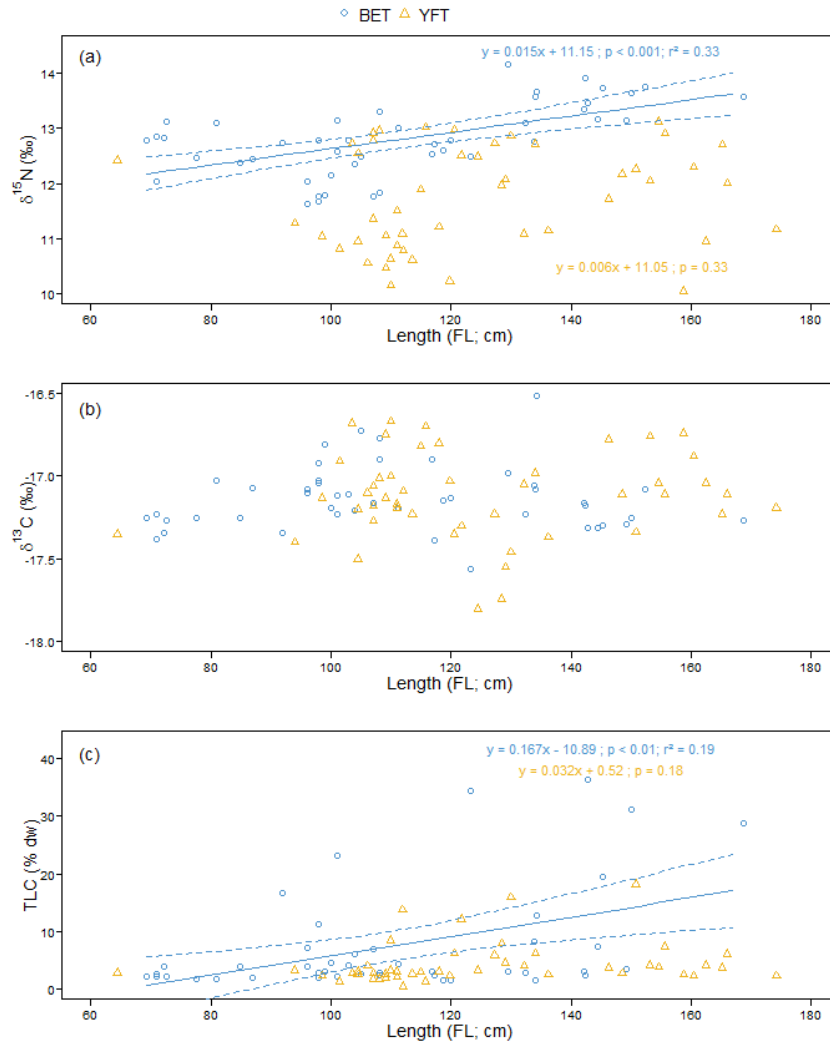 BET YFT
(a)
y = 0.015x + 11.15 ; p < 0.001; r² = 0.33
14
13
12
11
10
δ¹⁵N (‰)
y = 0.006x + 11.05 ; p = 0.33
60 80 100 120 140 160 180
Length (FL; cm)
(b)
-16.5
-17.0
-17.5
-18.0
δ¹³C (‰)
60 80 100 120 140 160 180
Length (FL; cm)
(c)
y = 0.167x - 10.89 ; p < 0.01; r² = 0.19
y = 0.032x + 0.52 ; p = 0.18
40
30
20
10
0
TLC (% dw)
60 80 100 120 140 160 180
Length (FL; cm)